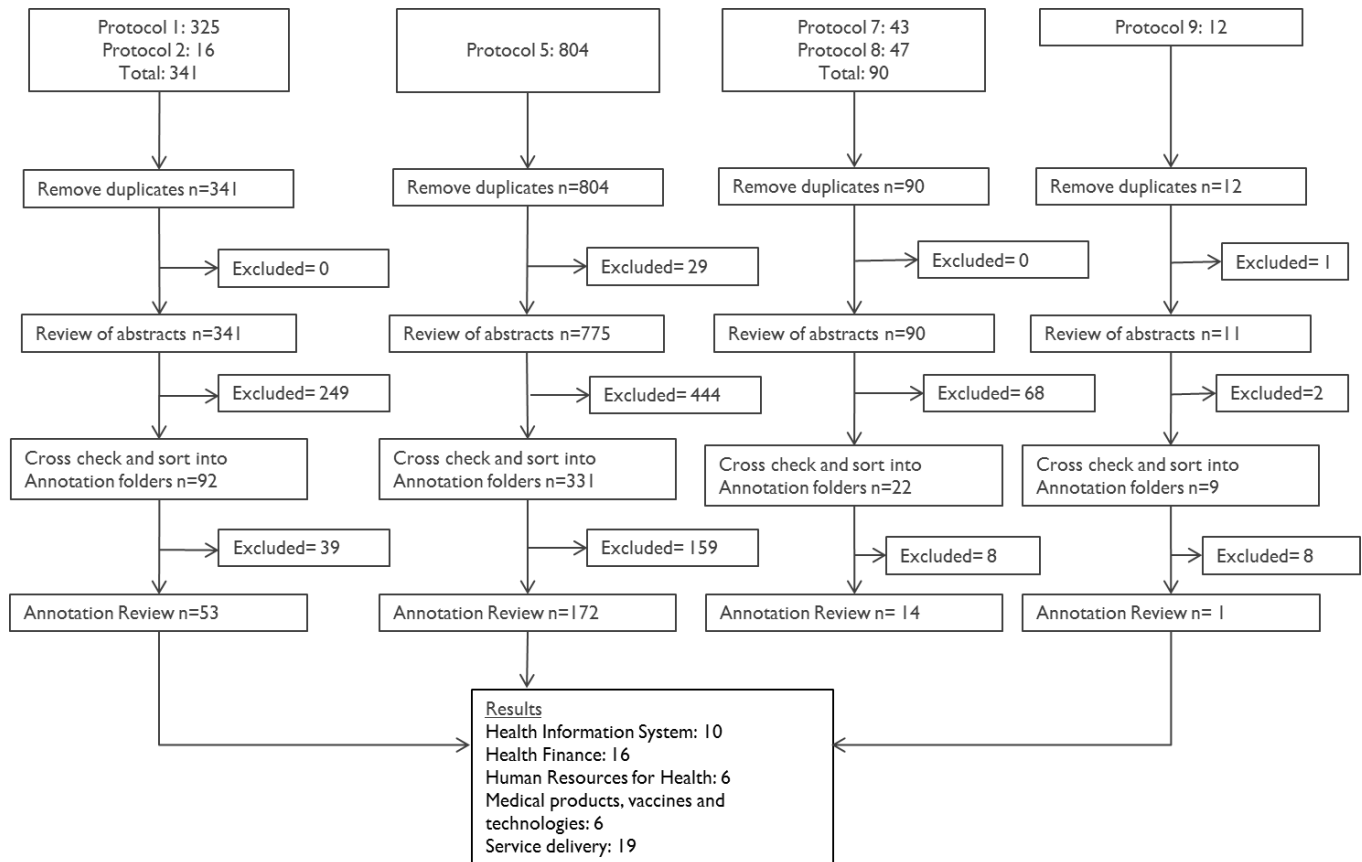 Protocol 1: 325
Protocol 2: 16
Total: 341
Protocol 5: 804
Protocol 7: 43
Protocol 8: 47
Total: 90
Protocol 9: 12
Remove duplicates n=341
Remove duplicates n=804
Remove duplicates n=90
Remove duplicates n=12
Excluded= 0
Excluded= 29
Excluded= 0
Excluded= 1
Review of abstracts n=341
Review of abstracts n=775
Review of abstracts n=90
Review of abstracts n=11
Excluded= 249
Excluded= 444
Excluded= 68
Excluded=2
Cross check and sort into
Annotation folders n=92
Cross check and sort into
Annotation folders n=331
Cross check and sort into
Annotation folders n=22
Cross check and sort into
Annotation folders n=9
Excluded= 39
Excluded= 159
Excluded= 8
Excluded= 8
Annotation Review n=53
Annotation Review n=172
Annotation Review n= 14
Annotation Review n= 1
Results
Health Information System: 10
Health Finance: 16
Human Resources for Health: 6
Medical products, vaccines and
technologies: 6
Service delivery: 19